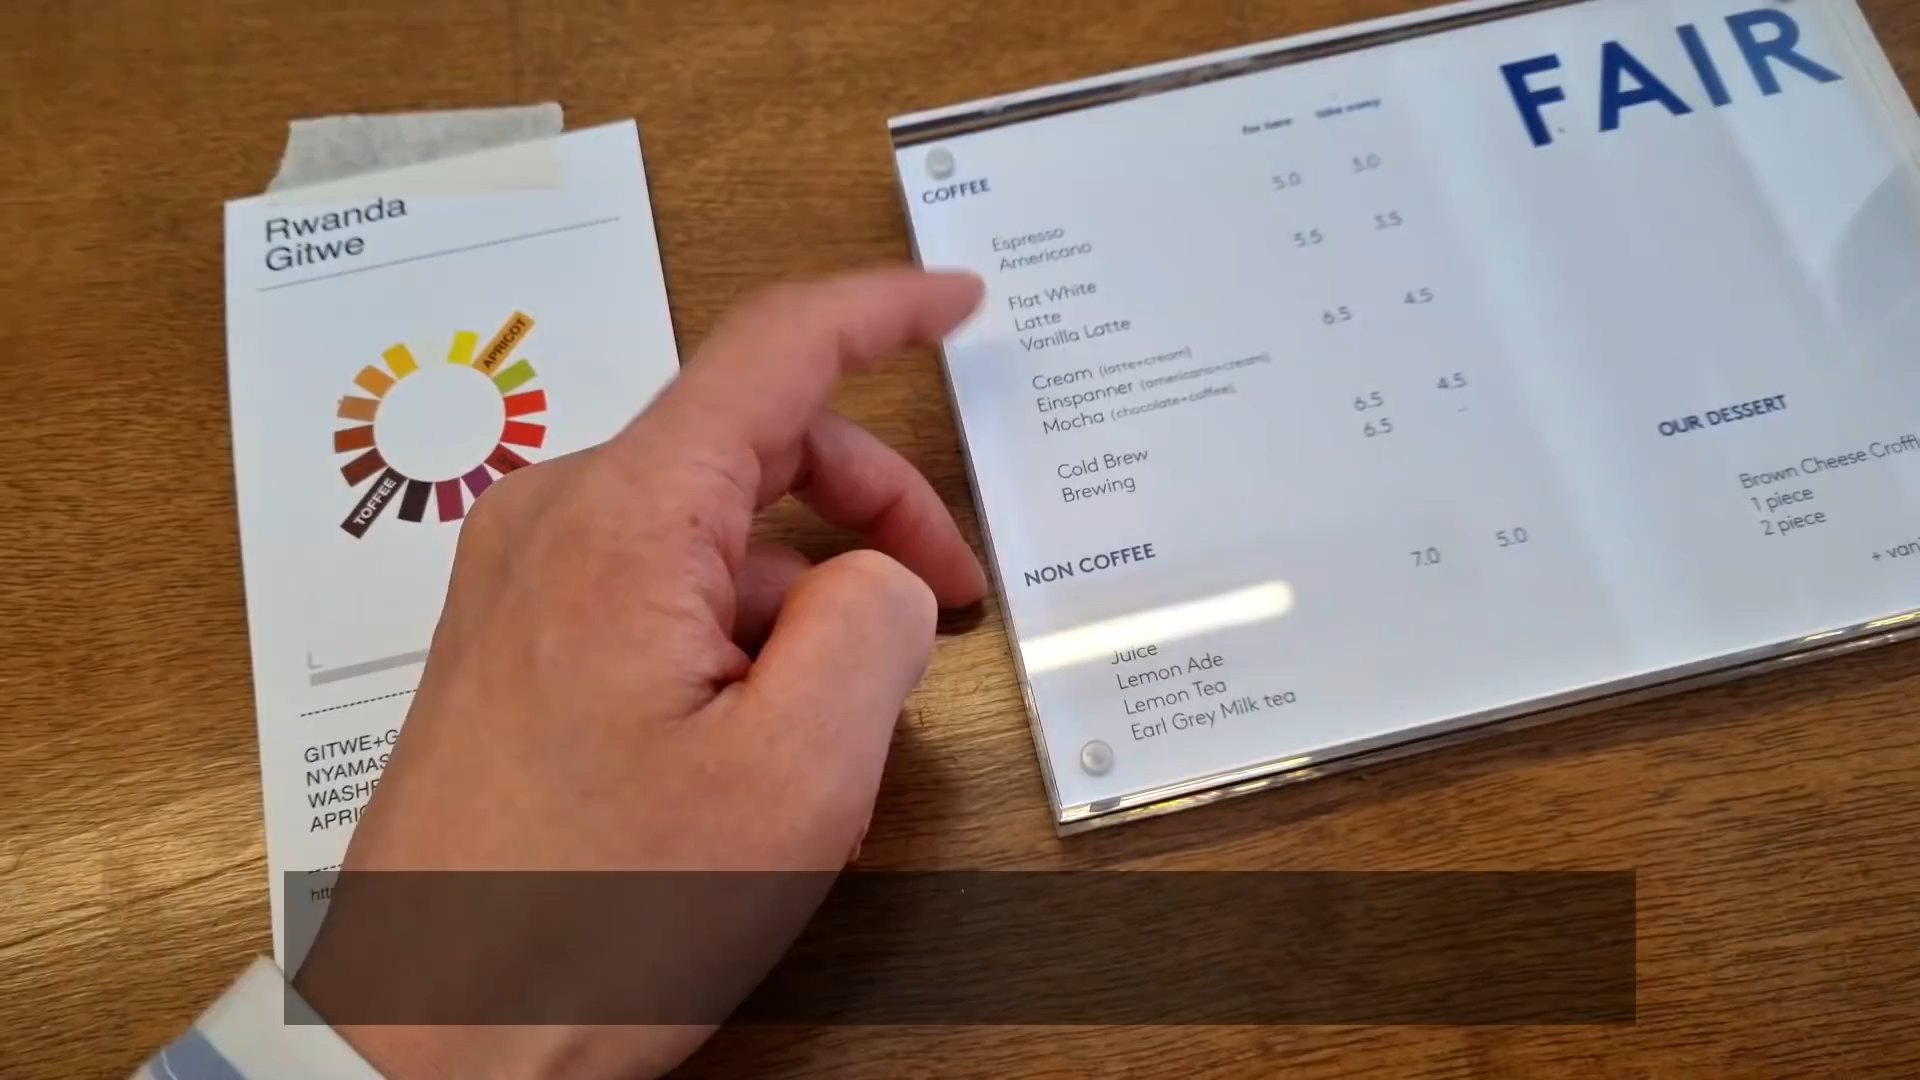 Rwanda
Gitwe
APRICOT
TOFFEE
GITWE+G
NYAMAS
WASHE
APRIC
htt
FAIR
for here take away
COFFEE
5.0 3.0
Espresso
Americano
5.5 3.5
Flat White
Latte
Vanilla Latte
6.5 4.5
Cream (latte+cream)
Einspanner (americano+cream)
Mocha (chocolate+coffee)
6.5 4.5
6.5 -
Cold Brew
Brewing
NON COFFEE
7.0 5.0
Juice
Lemon Ade
Lemon Tea
Earl Grey Milk tea
OUR DESSERT
Brown Cheese Croffl
1 piece
2 piece
+ vani